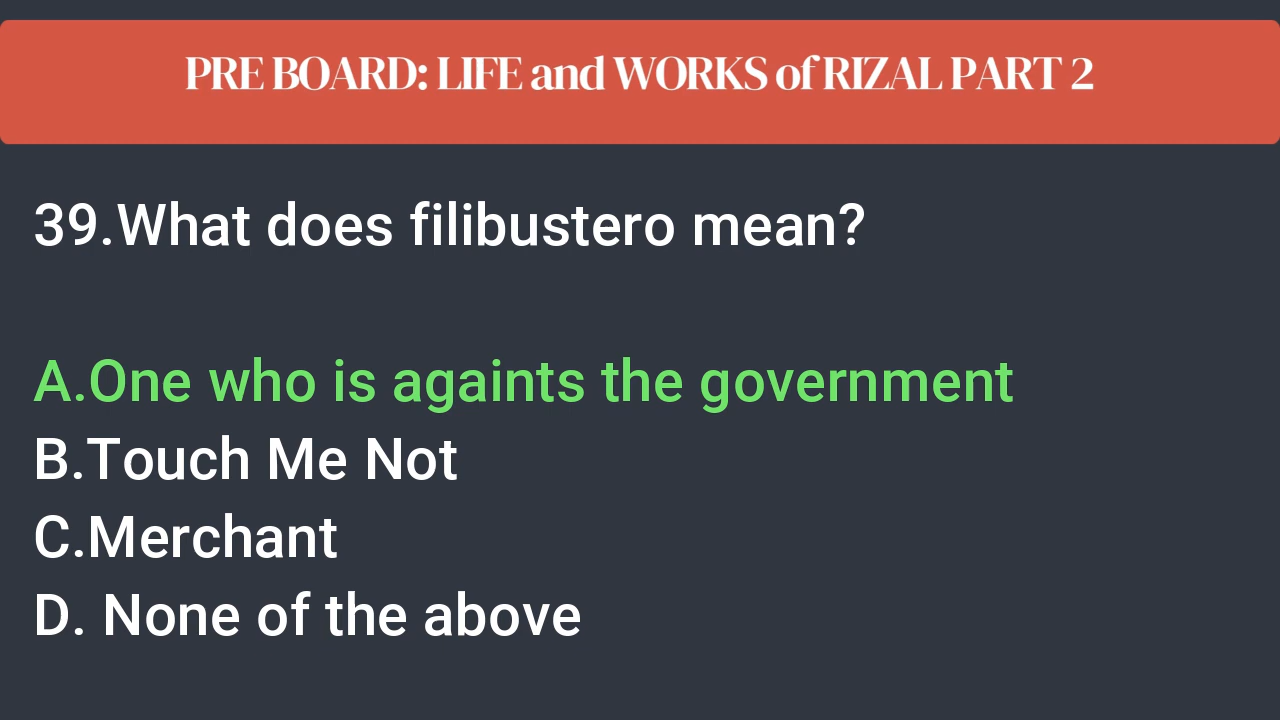 PRE BOARD: LIFE and WORKS of RIZAL PART 2
39.What does filibustero mean?
A.One who is againts the government
B.Touch Me Not
C.Merchant
D. None of the above